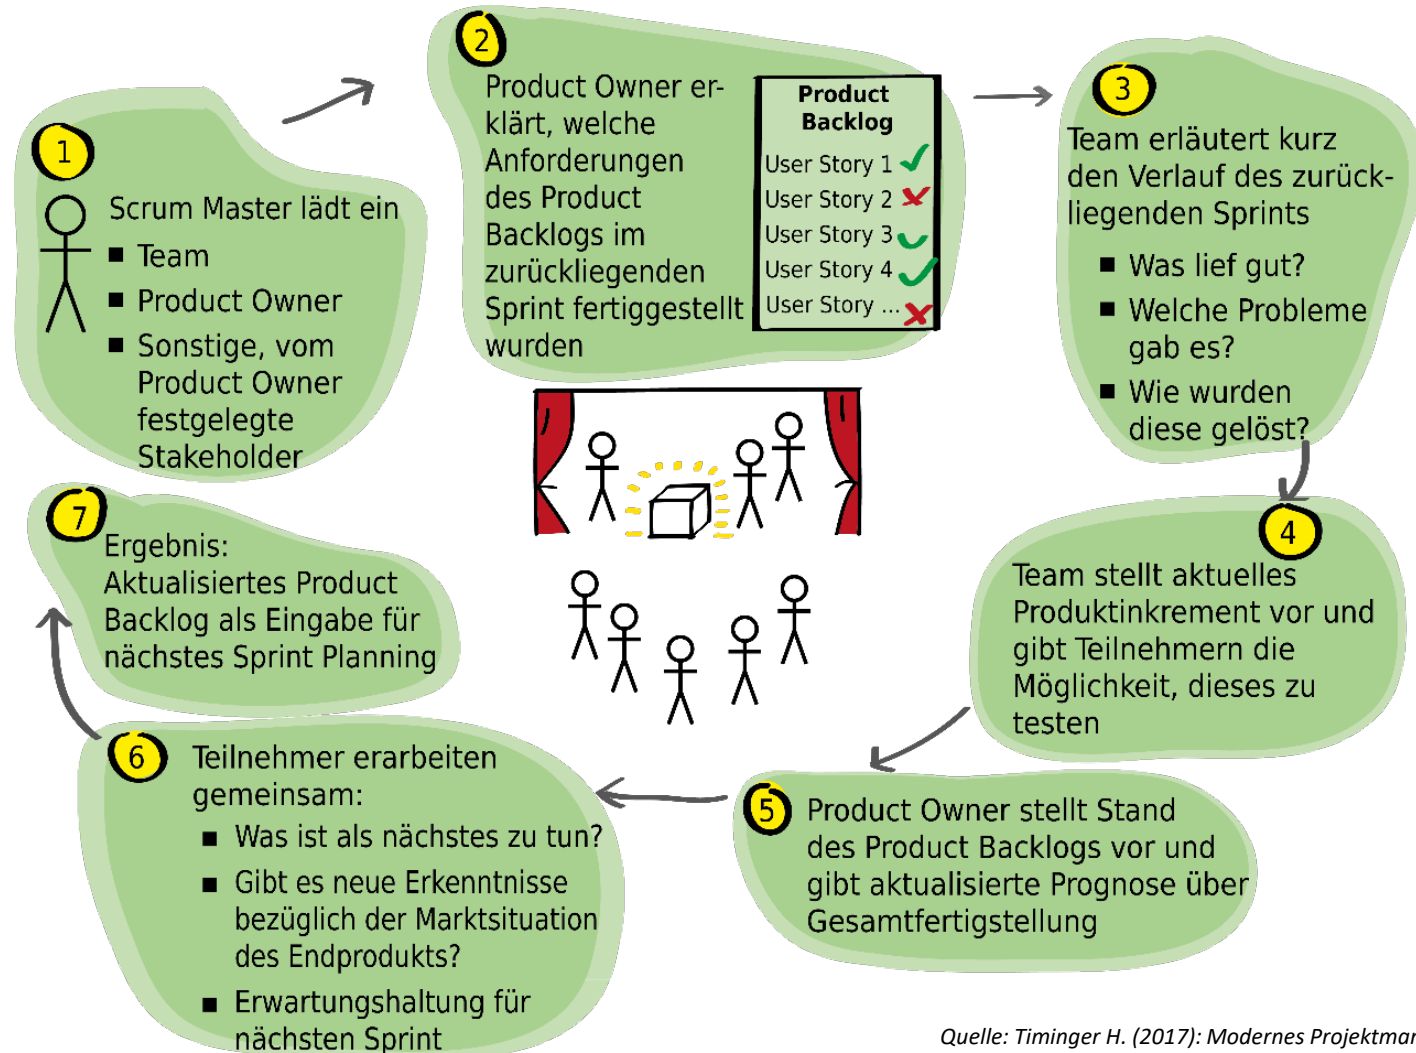 1
Scrum Master lädt ein
■ Team
■ Product Owner
■ Sonstige, vom
Product Owner
festgelegte
Stakeholder
2
Product Owner er-
klärt, welche
Anforderungen
des Product
Backlogs im
zurückliegenden
Sprint fertiggestellt
wurden
Product
Backlog
User Story 1 ✓
User Story 2 ✗
User Story 3 ✓
User Story 4 ✓
User Story ... ✗
3
Team erläutert kurz
den Verlauf des zurück-
liegenden Sprints
■ Was lief gut?
■ Welche Probleme
gab es?
■ Wie wurden
diese gelöst?
4
Team stellt aktuelles
Produktinkrement vor und
gibt Teilnehmern die
Möglichkeit, dieses zu
testen
5
Product Owner stellt Stand
des Product Backlogs vor und
gibt aktualisierte Prognose über
Gesamtfertigstellung
6
Teilnehmer erarbeiten
gemeinsam:
■ Was ist als nächstes zu tun?
■ Gibt es neue Erkenntnisse
bezüglich der Marktsituation
des Endprodukts?
■ Erwartungshaltung für
nächsten Sprint
7
Ergebnis:
Aktualisiertes Product
Backlog als Eingabe für
nächstes Sprint Planning
Quelle: Timinger H. (2017): Modernes